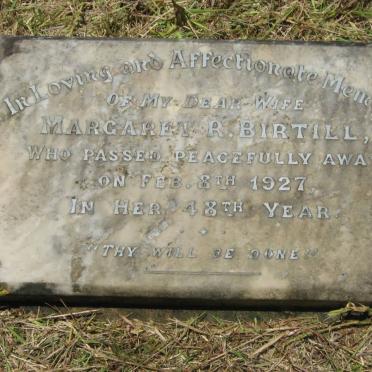 In Loving and Affectionate Mem
Of My Dear Wife
Margaret R. Birtill,
Who passed peacefully awa
on Feb. 8th 1927
In Her 48th Year.
"Thy will be done"